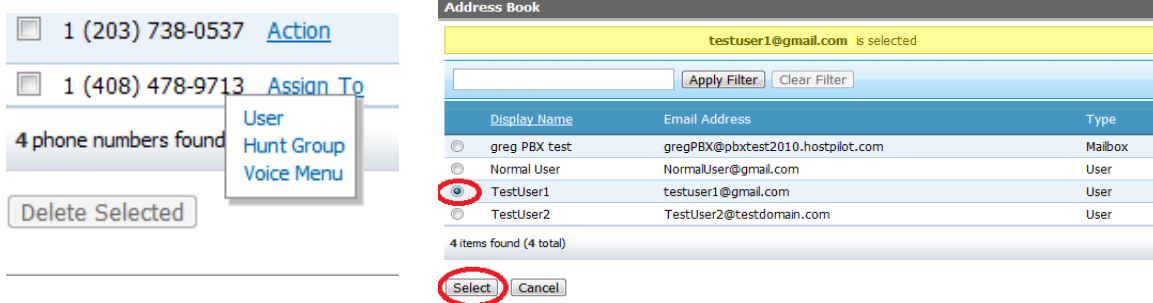 1 (203) 738-0537 Action
1 (408) 478-9713 Assign To
User
Hunt Group
Voice Menu
4 phone numbers found
Delete Selected
Address Book
testuser1@gmail.com is selected
Apply Filter Clear Filter
Display Name Email Address Type
greg PBX test gregPBX@pbxtest2010.hostpilot.com Mailbox
Normal User NormalUser@gmail.com User
TestUser1 testuser1@gmail.com User
TestUser2 TestUser2@testdomain.com User
4 items found (4 total)
Select Cancel